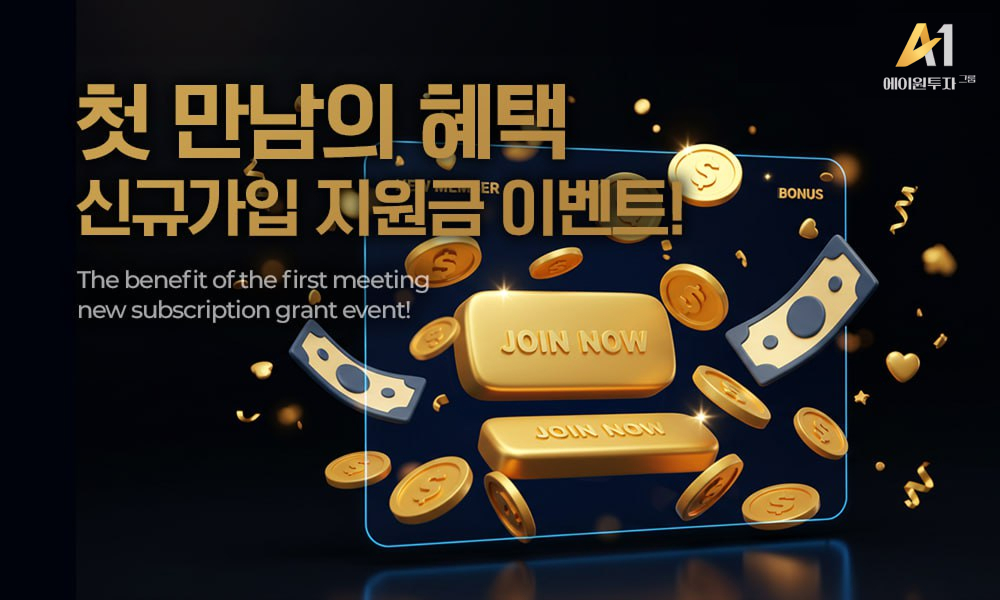 A1
에이원투자그룹
첫 만남의 혜택
NEW MEMBER
BONUS
신규가입 지원금 이벤트!
The benefit of the first meeting
new subscription grant event!
JOIN NOW
JOIN NOW